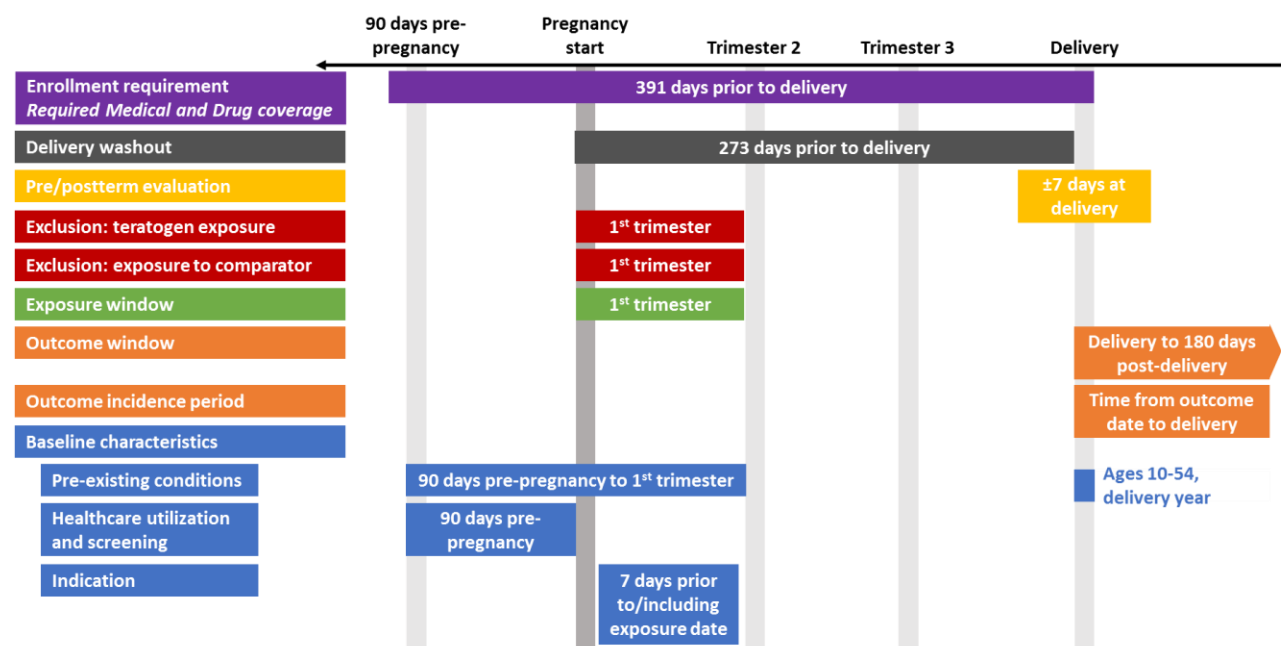 90 days pre-
pregnancy
Pregnancy
start
Trimester 2
Trimester 3
Delivery
Enrollment requirement
Required Medical and Drug coverage
391 days prior to delivery
Delivery washout
273 days prior to delivery
Pre/postterm evaluation
±7 days at
delivery
Exclusion: teratogen exposure
1st trimester
Exclusion: exposure to comparator
1st trimester
Exposure window
1st trimester
Outcome window
Delivery to 180 days
post-delivery
Outcome incidence period
Time from outcome
date to delivery
Baseline characteristics
Pre-existing conditions
90 days pre-pregnancy to 1st trimester
Ages 10-54,
delivery year
Healthcare utilization
and screening
90 days pre-
pregnancy
Indication
7 days prior
to/including
exposure date